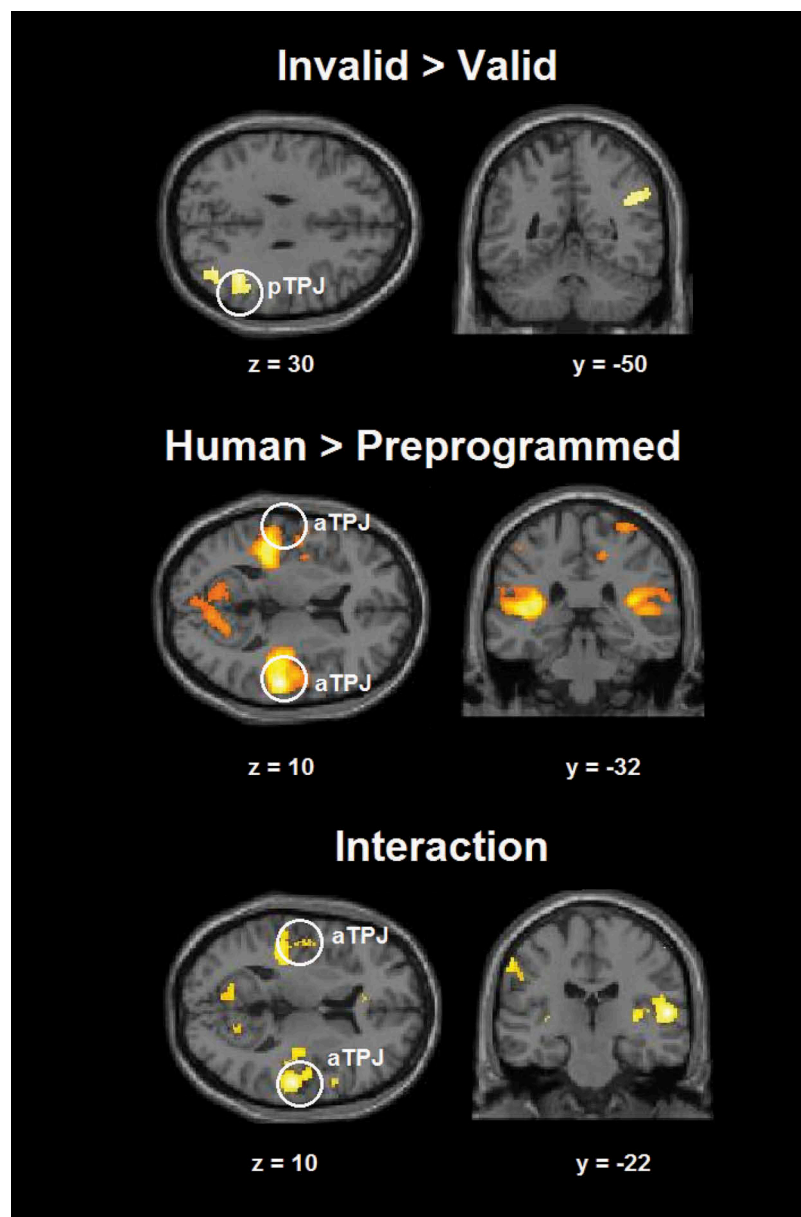 Invalid > Valid
pTPJ
z = 30
y = -50
Human > Preprogrammed
aTPJ
aTPJ
z = 10
y = -32
Interaction
aTPJ
aTPJ
z = 10
y = -22